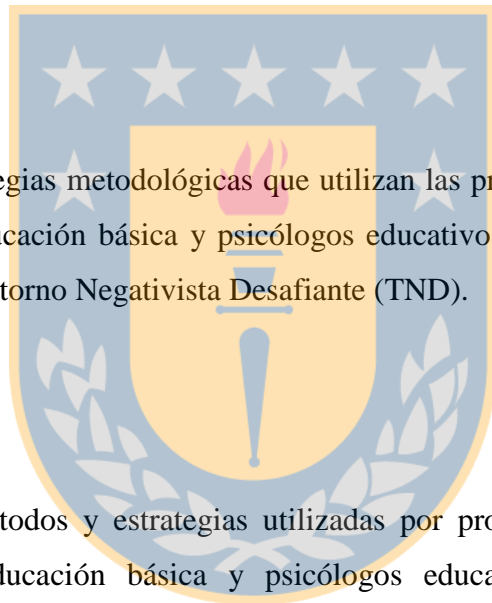 egias metodológicas que utilizan las pr
ucación básica y psicólogos educativo
torno Negativista Desafiante (TND).
todos y estrategias utilizadas por pro
ducación básica y psicólogos educa